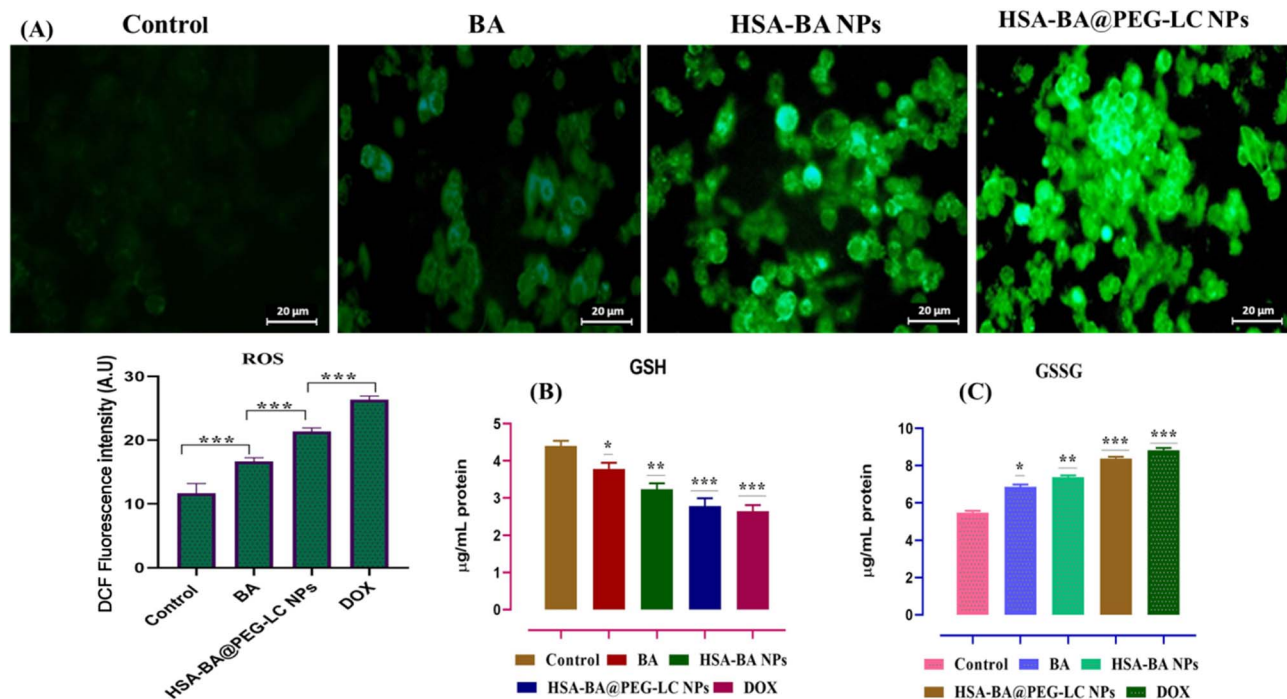 (A) Control BA HSA-BA NPs HSA-BA@PEG-LC NPs
20 µm 20 µm 20 µm 20 µm
ROS
DCF Fluorescence intensity (A.U)
30
20
10
0
*** *** ***
Control BA HSA-BA@PEG-LC NPs DOX
GSH
(B)
µg/mL protein
5
4
3
2
1
0
* ** *** ***
Control BA HSA-BA NPs
HSA-BA@PEG-LC NPs DOX
GSSG
(C)
µg/mL protein
10
8
6
4
2
0
* ** *** ***
Control BA HSA-BA NPs
HSA-BA@PEG-LC NPs DOX